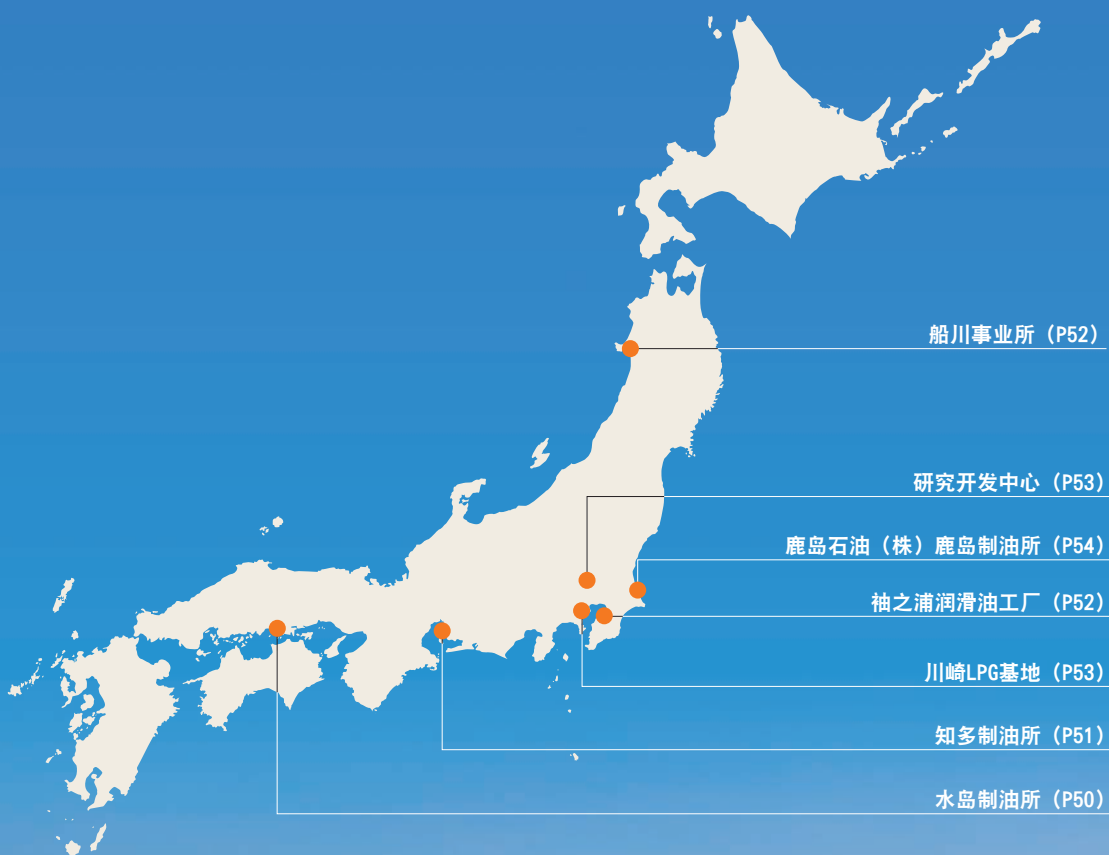 船川事业所（P52）
研究开发中心（P53）
鹿岛石油（株）鹿岛制油所（P54）
袖之浦润滑油工厂（P52）
川崎LPG基地（P53）
知多制油所（P51）
水岛制油所（P50）